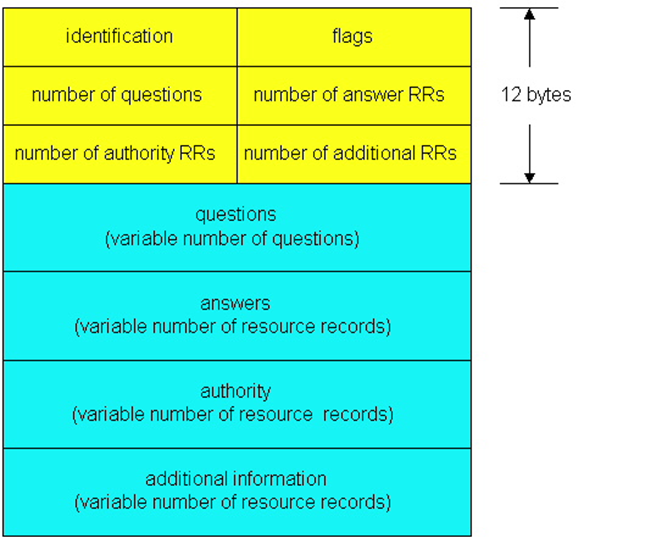 identification
flags
number of questions
number of answer RRs
12 bytes
number of authority RRs
number of additional RRs
questions
(variable number of questions)
answers
(variable number of resource records)
authority
(variable number of resource  records)
additional information
(variable number of resource records)